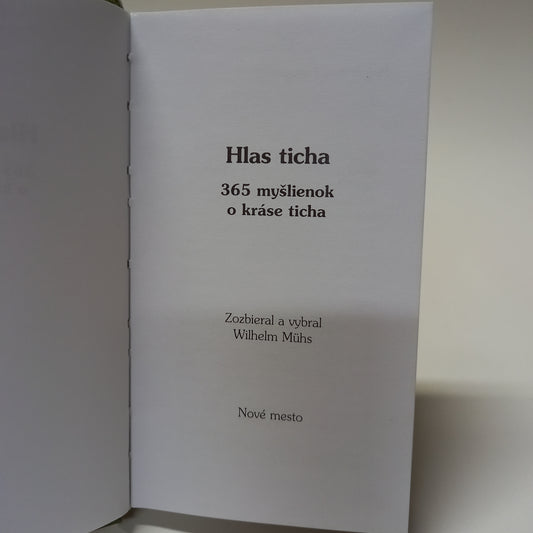 Hlas ticha
365 myšlienok
o kráse ticha
Zozbieral a vybral
Wilhelm Mühs
Nové mesto